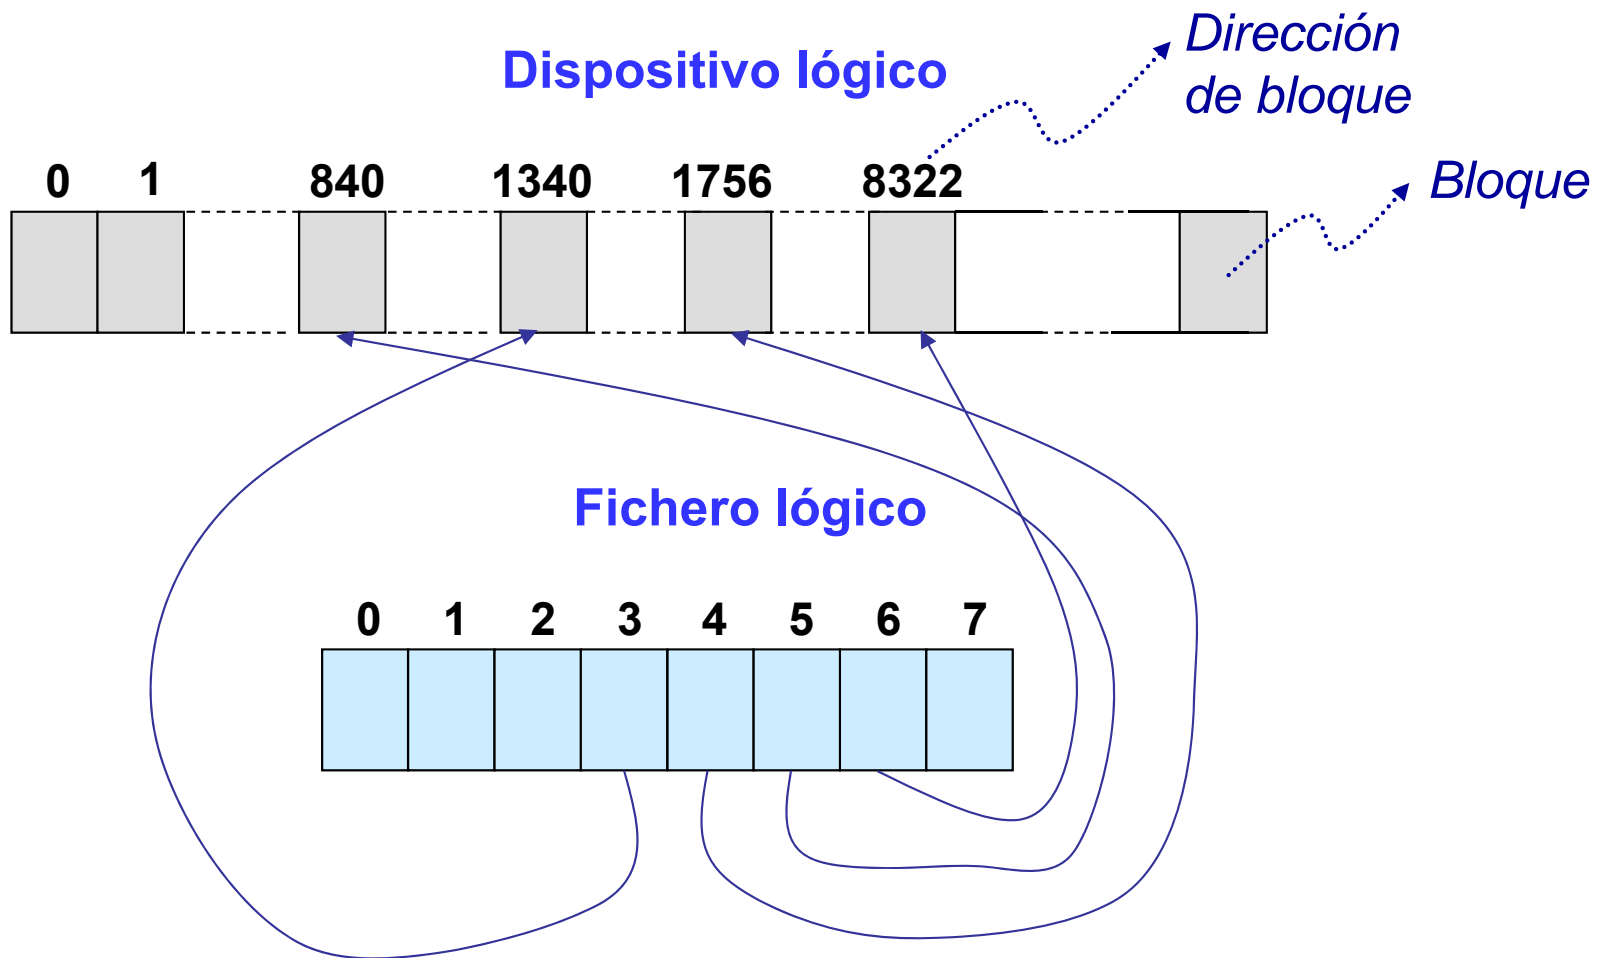 Dispositivo lógico
Dirección
de bloque
0 1 840 1340 1756 8322
Bloque
Fichero lógico
0 1 2 3 4 5 6 7